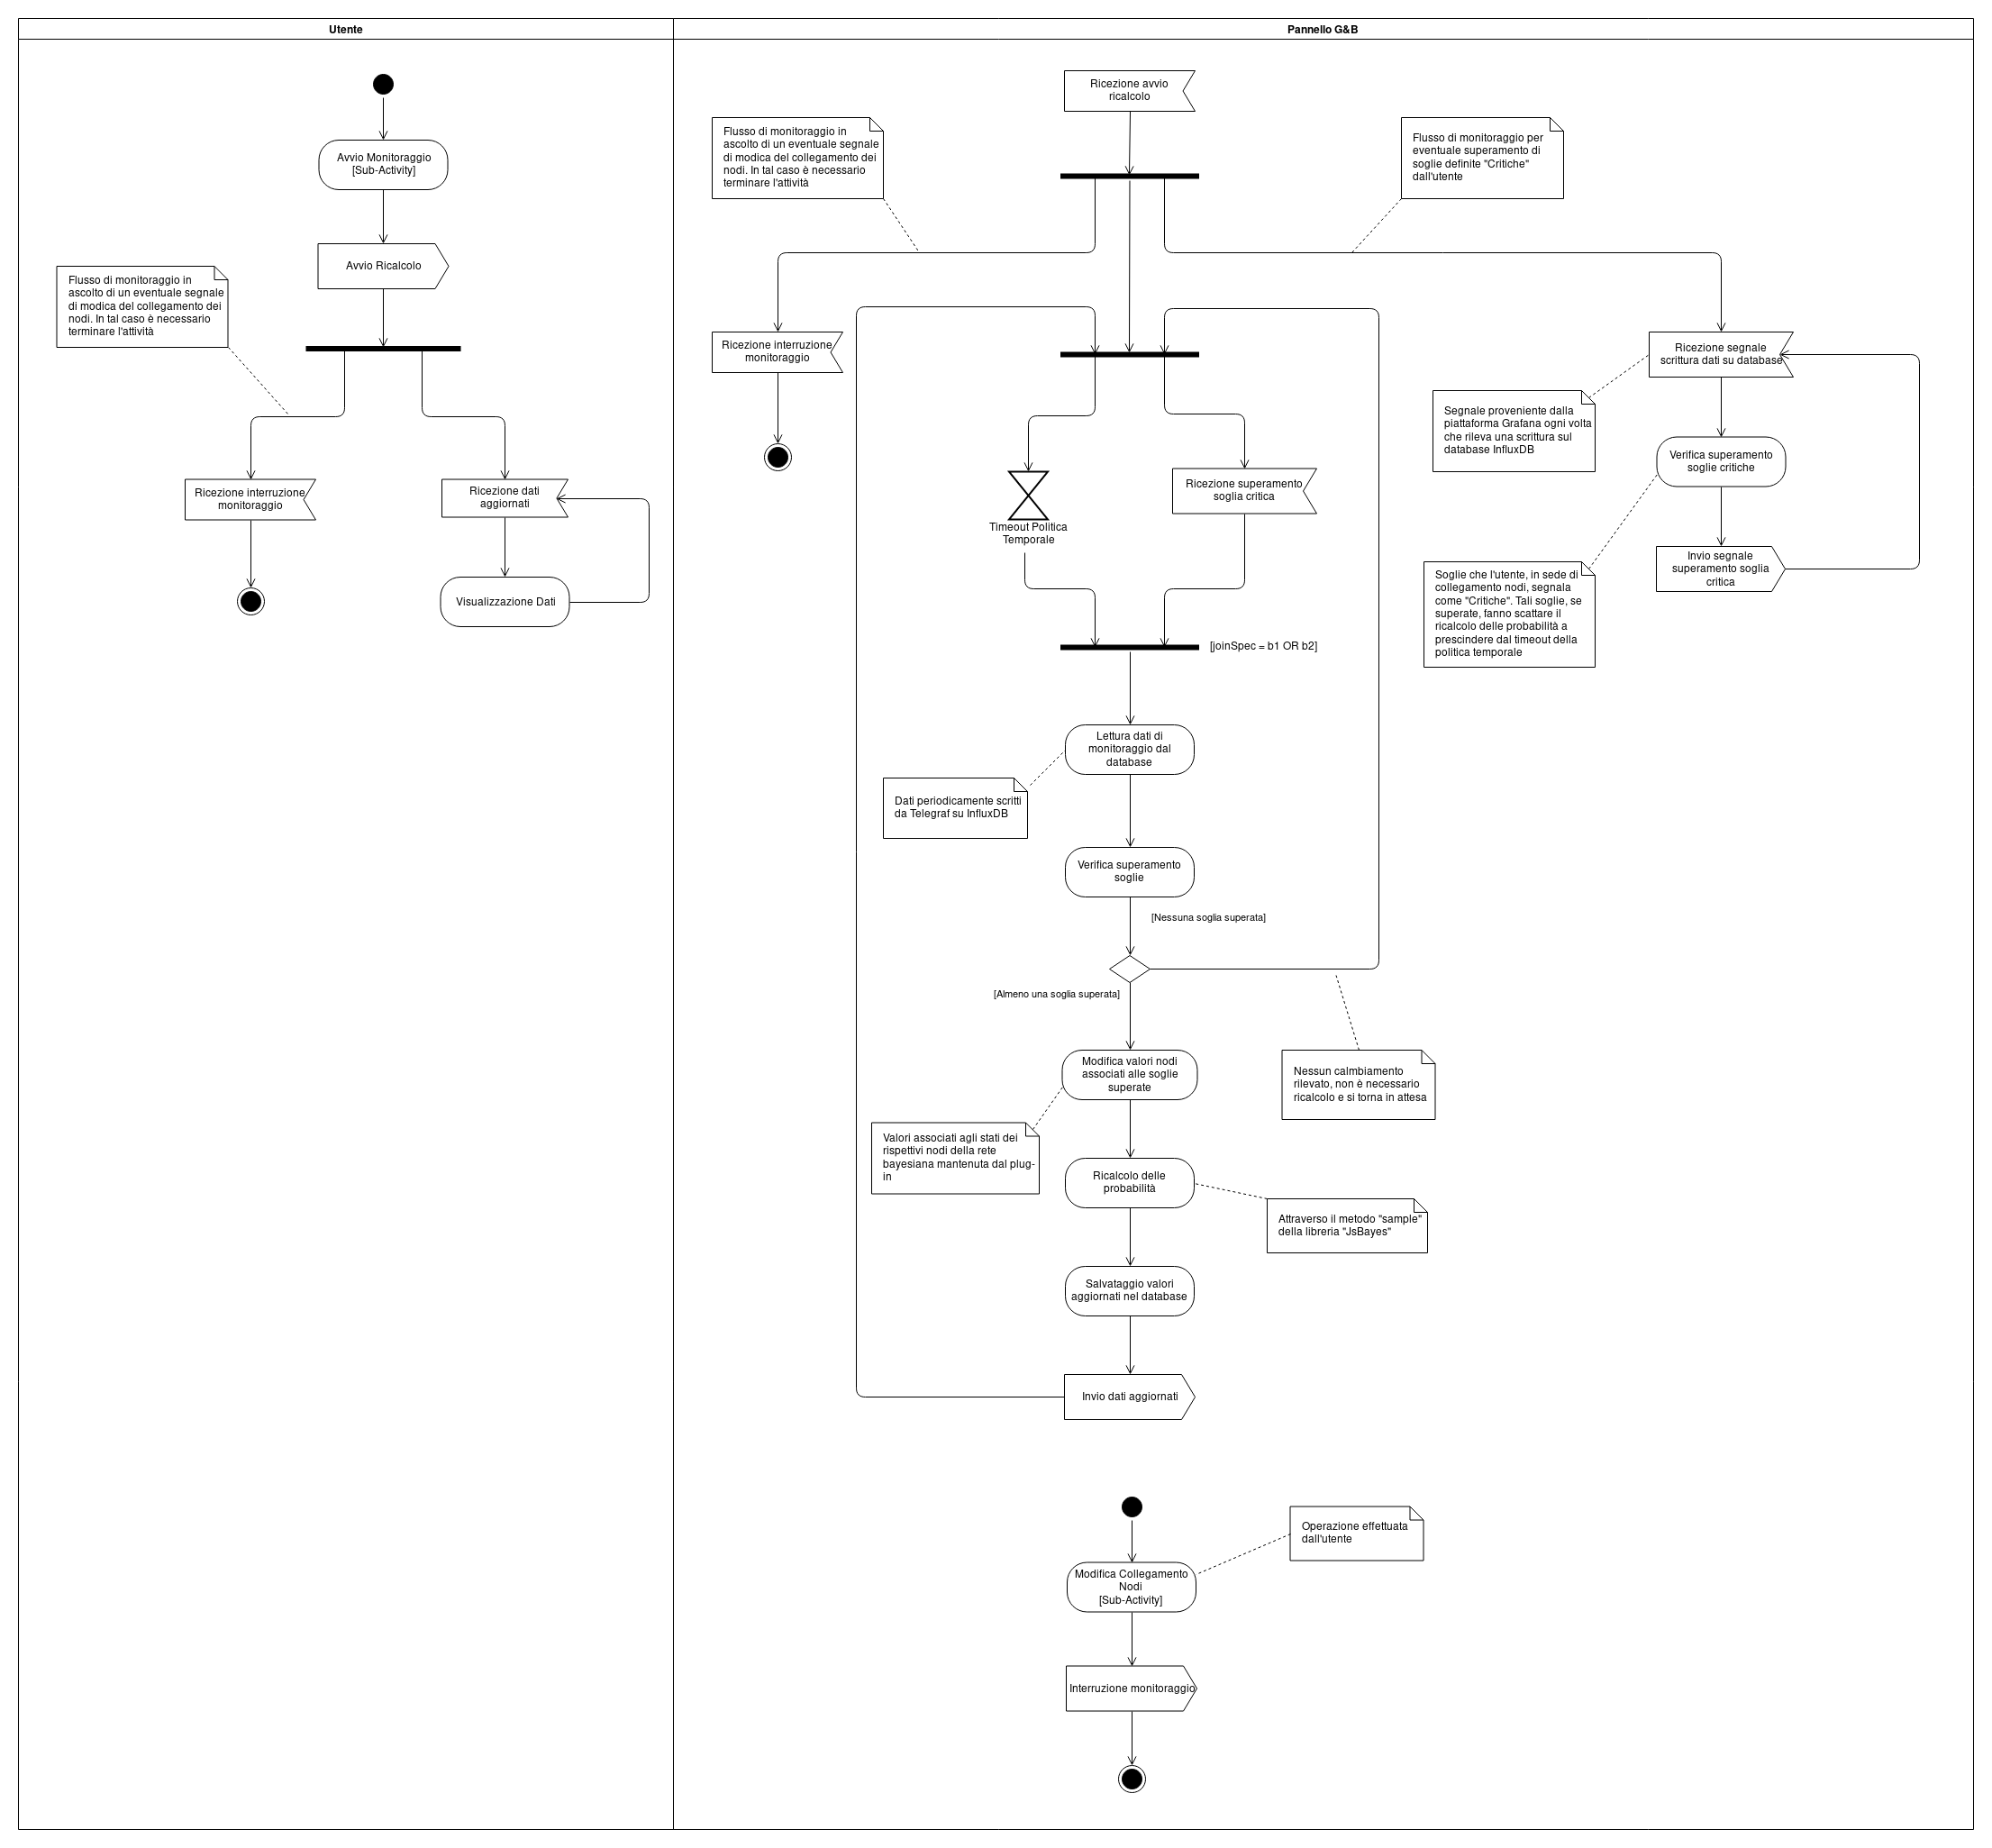 Utente
Pannello G&B
Avvio Monitoraggio
[Sub-Activity]
Avvio Ricalcolo
Flusso di monitoraggio in
ascolto di un eventuale segnale
di modica del collegamento dei
nodi. In tal caso è necessario
terminare l'attività
Ricezione interruzione
monitoraggio
Ricezione dati
aggiornati
Visualizzazione Dati
Ricezione avvio
ricalcolo
Flusso di monitoraggio in
ascolto di un eventuale segnale
di modica del collegamento dei
nodi. In tal caso è necessario
terminare l'attività
Flusso di monitoraggio per
eventuale superamento di
soglie definite "Critiche"
dall'utente
Ricezione interruzione
monitoraggio
Ricezione segnale
scrittura dati su database
Segnale proveniente dalla
piattaforma Grafana ogni volta
che rileva una scrittura sul
database InfluxDB
Verifica superamento
soglie critiche
Invio segnale
superamento soglia
critica
Soglie che l'utente, in sede di
collegamento nodi, segnala
come "Critiche". Tali soglie, se
superate, fanno scattare il
ricalcolo delle probabilità a
prescindere dal timeout della
politica temporale
Timeout Politica
Temporale
Ricezione superamento
soglia critica
[joinSpec = b1 OR b2]
Lettura dati di
monitoraggio dal
database
Dati periodicamente scritti
da Telegraf su InfluxDB
Verifica superamento
soglie
[Nessuna soglia superata]
[Almeno una soglia superata]
Modifica valori nodi
associati alle soglie
superate
Nessun calmbiamento
rilevato, non è necessario
ricalcolo e si torna in attesa
Valori associati agli stati dei
rispettivi nodi della rete
bayesiana mantenuta dal plug-
in
Ricalcolo delle
probabilità
Attraverso il metodo "sample"
della libreria "JsBayes"
Salvataggio valori
aggiornati nel database
Invio dati aggiornati
Operazione effettuata
dall'utente
Modifica Collegamento
Nodi
[Sub-Activity]
Interruzione monitoraggio